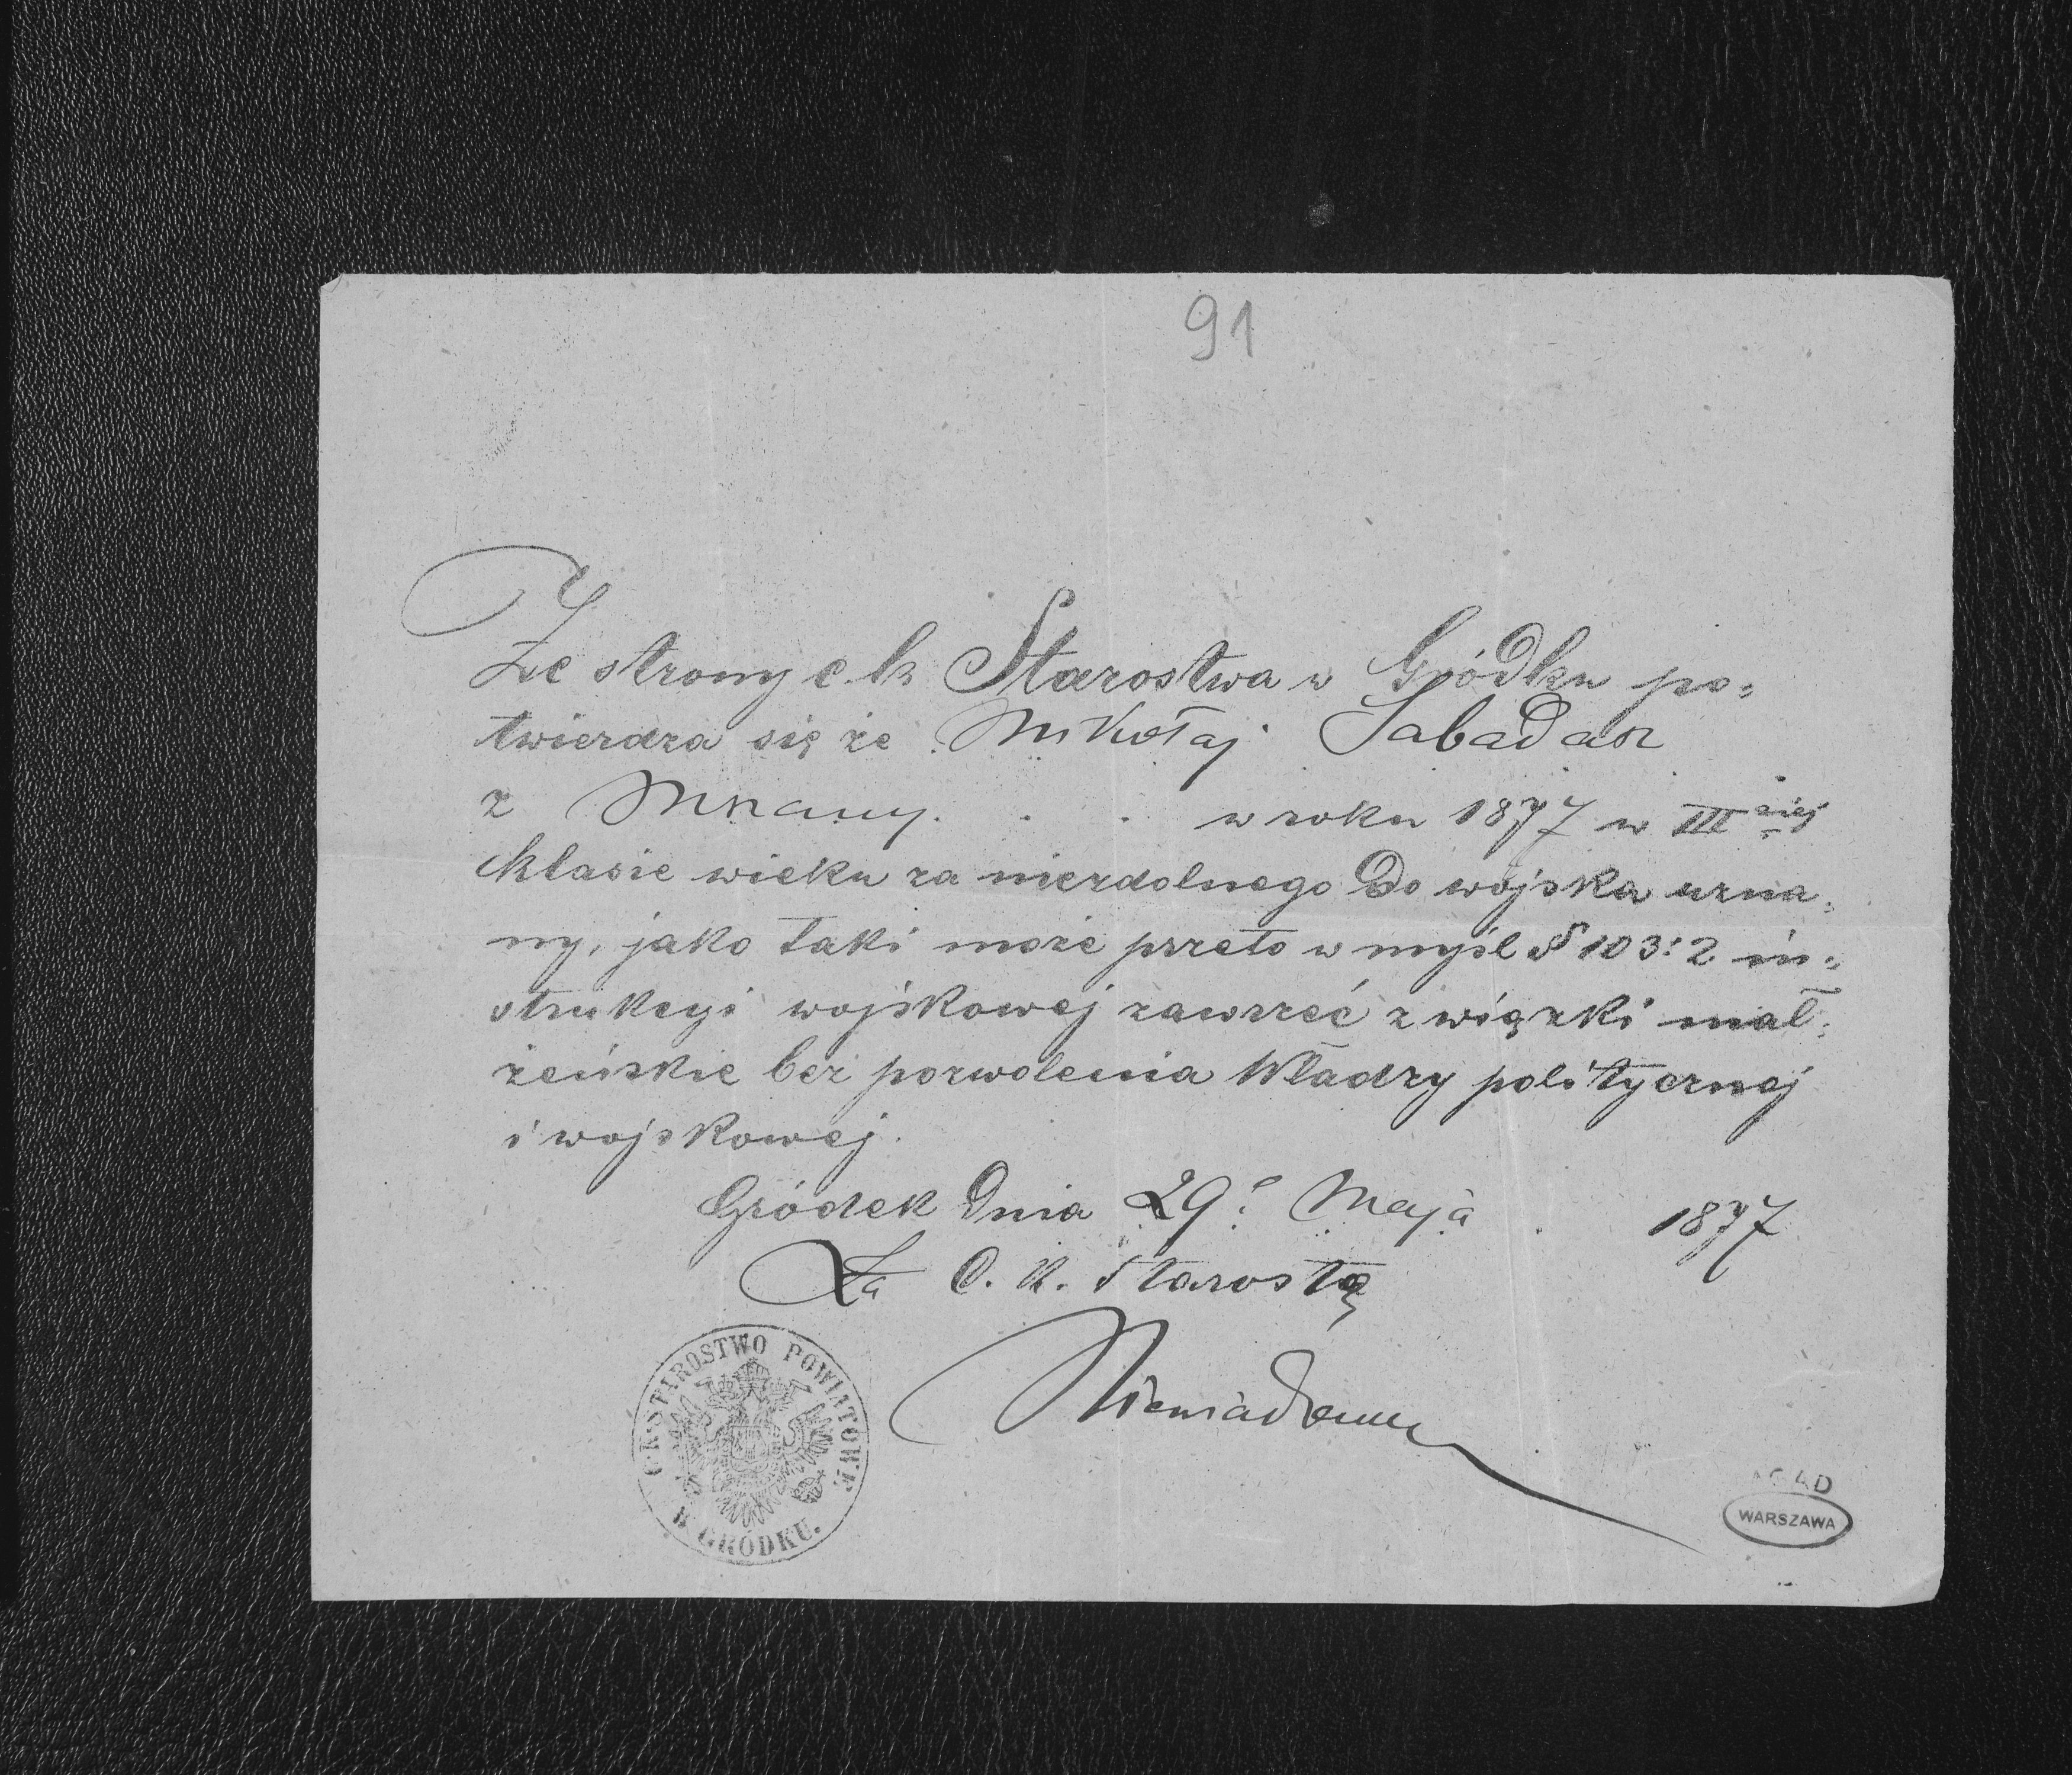 91
Ze strony c. k. Starostwa w Gródku po=
twierdza się że Mikołaj Sabadasz
z Mszany. w roku 1877 w III ciej
klasie wieku za niezdolnego do wojska uzna=
ny, jako taki może przeto w myśl § 103:2 in=
strukcyi wojskowej zawrzeć związki mał=
żeńskie bez pozwolenia Władzy politycznej
i wojskowej.
Gródek dnia 29: Maja 1877
Za C. K. Starostę
C. K. STAROSTWO POWIATOWE
W GRÓDKU.
AGAD
WARSZAWA